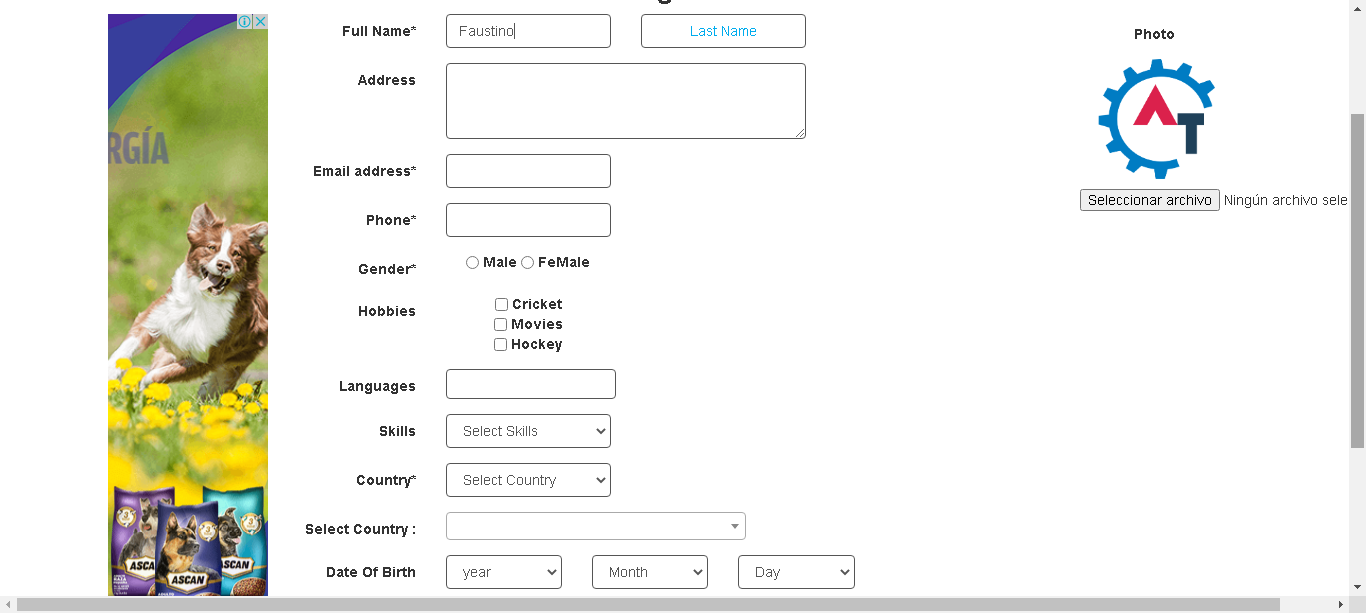 Full Name*
Faustino
Last Name
Photo
Address
AT
RGÍA
Email address*
Phone*
Seleccionar archivo Ningún archivo sele
Gender*
Male FeMale
Hobbies
Cricket
Movies
Hockey
Languages
Skills
Select Skills
Country*
Select Country
Select Country :
Date Of Birth
year
Month
Day
ASCAN
ASCAN
ASCAN